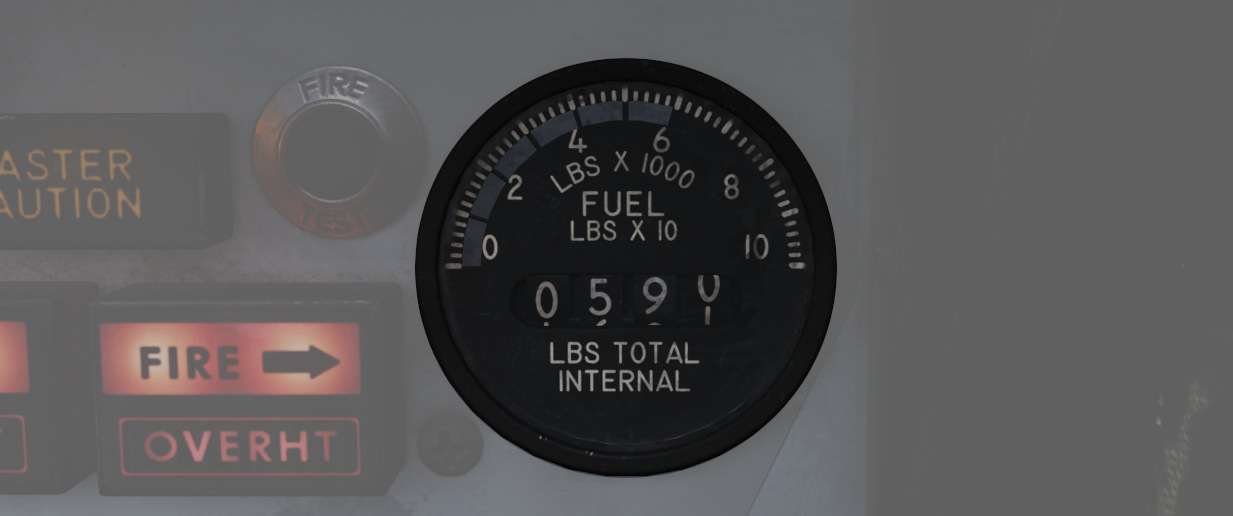 FIRE
TEST
ASTER
AUTION
0 2 4 6 8 10
LBS X 1000
FUEL
LBS X 10
0 5 9
LBS TOTAL
INTERNAL
FIRE
OVERHT